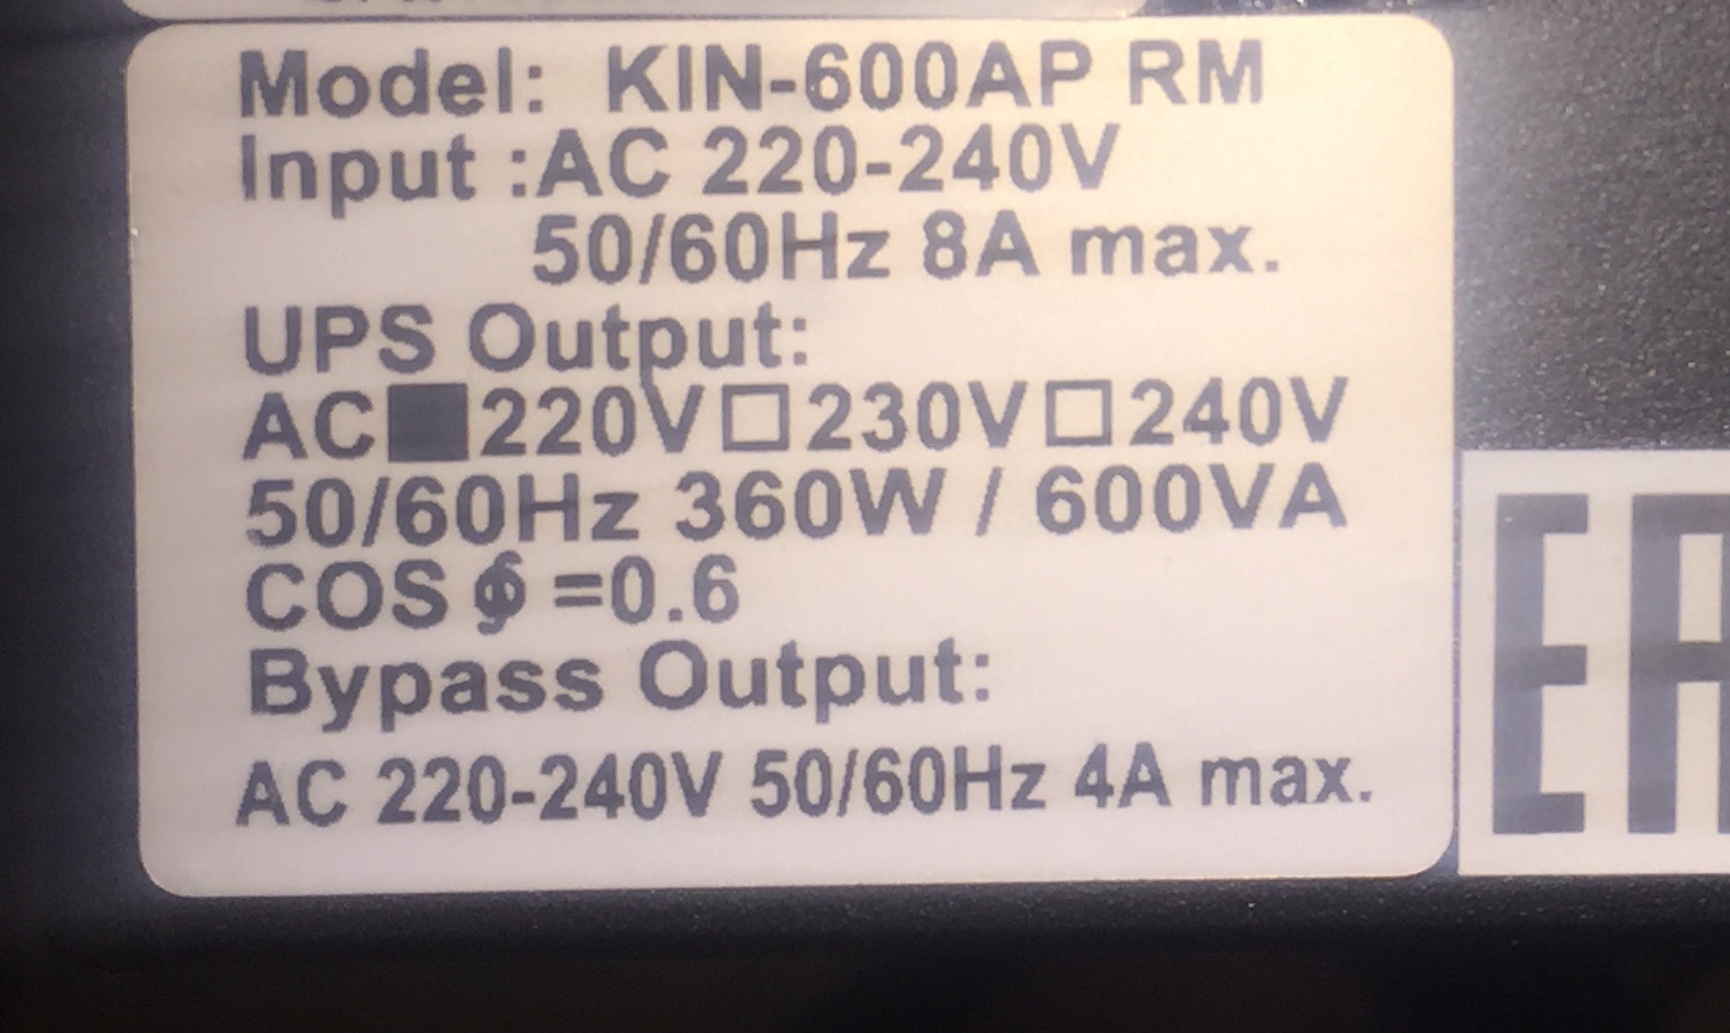 Model: KIN-600AP RM
Input :AC 220-240V
50/60Hz 8A max.
UPS Output:
AC■220V□230V□240V
50/60Hz 360W / 600VA
COS ϕ =0.6
Bypass Output:
AC 220-240V 50/60Hz 4A max.